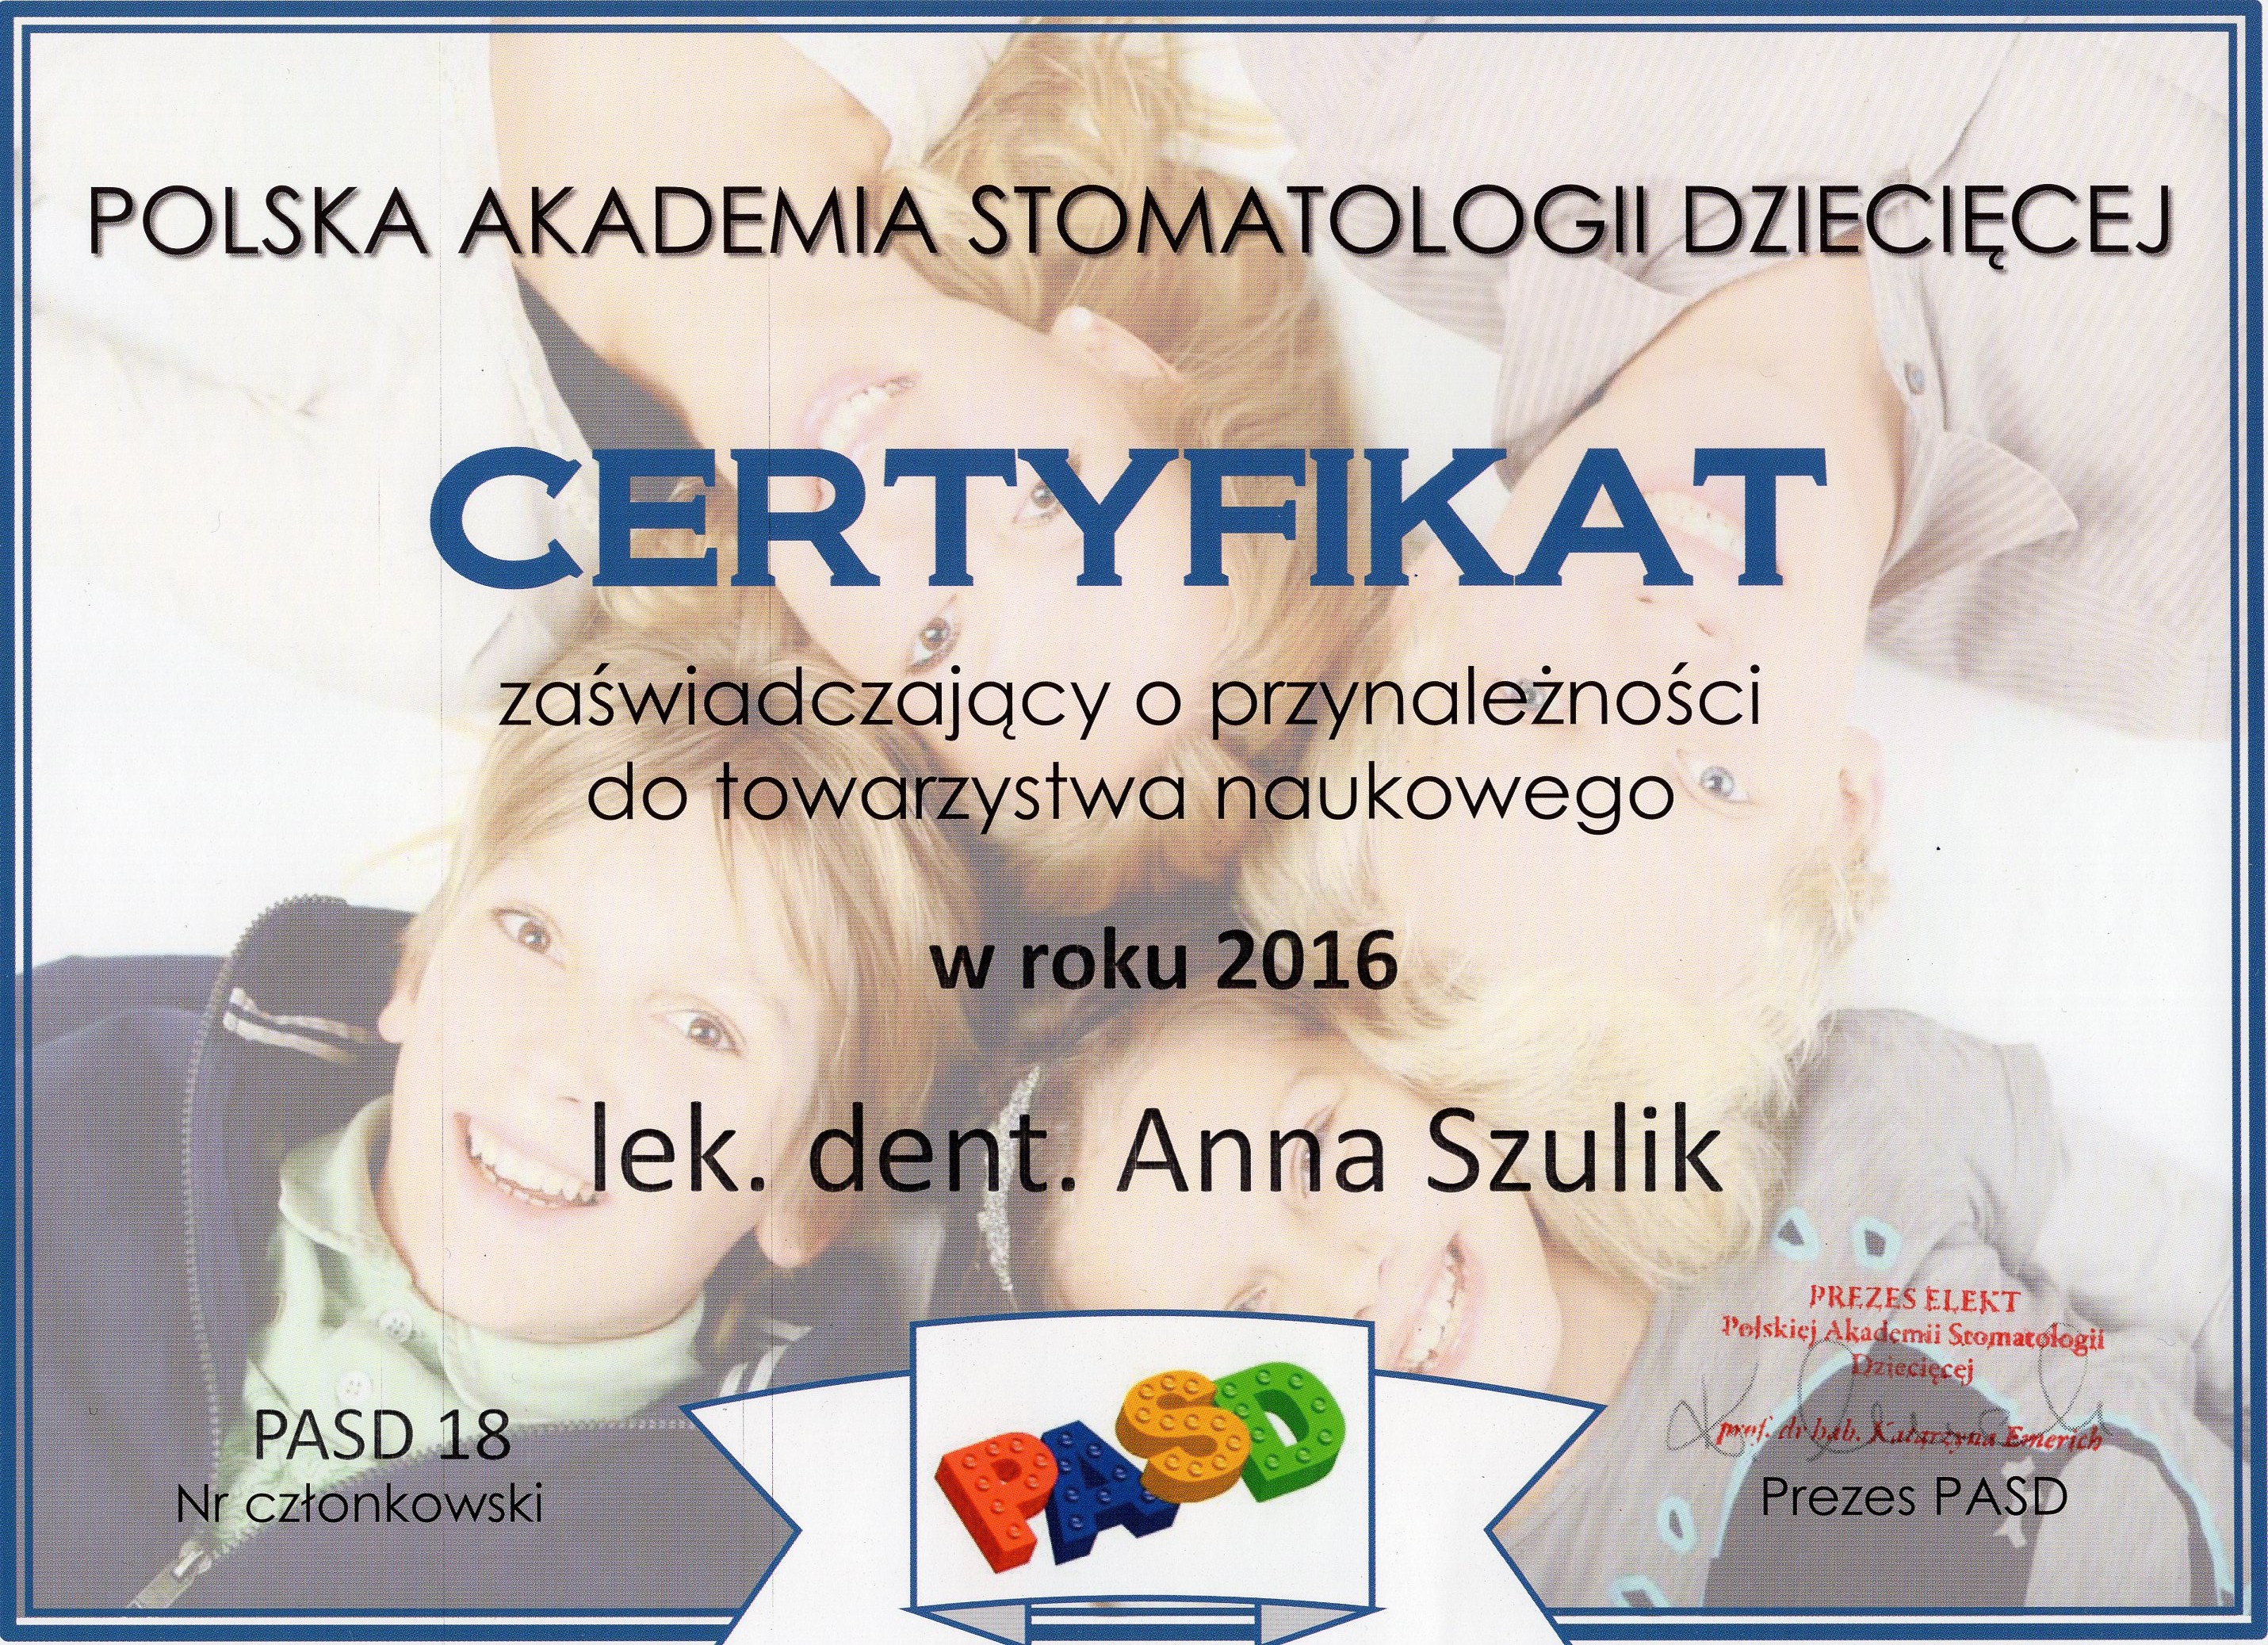 POLSKA AKADEMIA STOMATOLOGII DZIECIĘCEJ
CERTYFIKAT
zaświadczający o przynależności
do towarzystwa naukowego
w roku 2016
lek. dent. Anna Szulik
PREZES ELEKT
Polskiej Akademii Stomatologii
Dziecięcej
prof. dr hab. Katarzyna Emerich
Prezes PASD
PASD 18
Nr członkowski
PASD